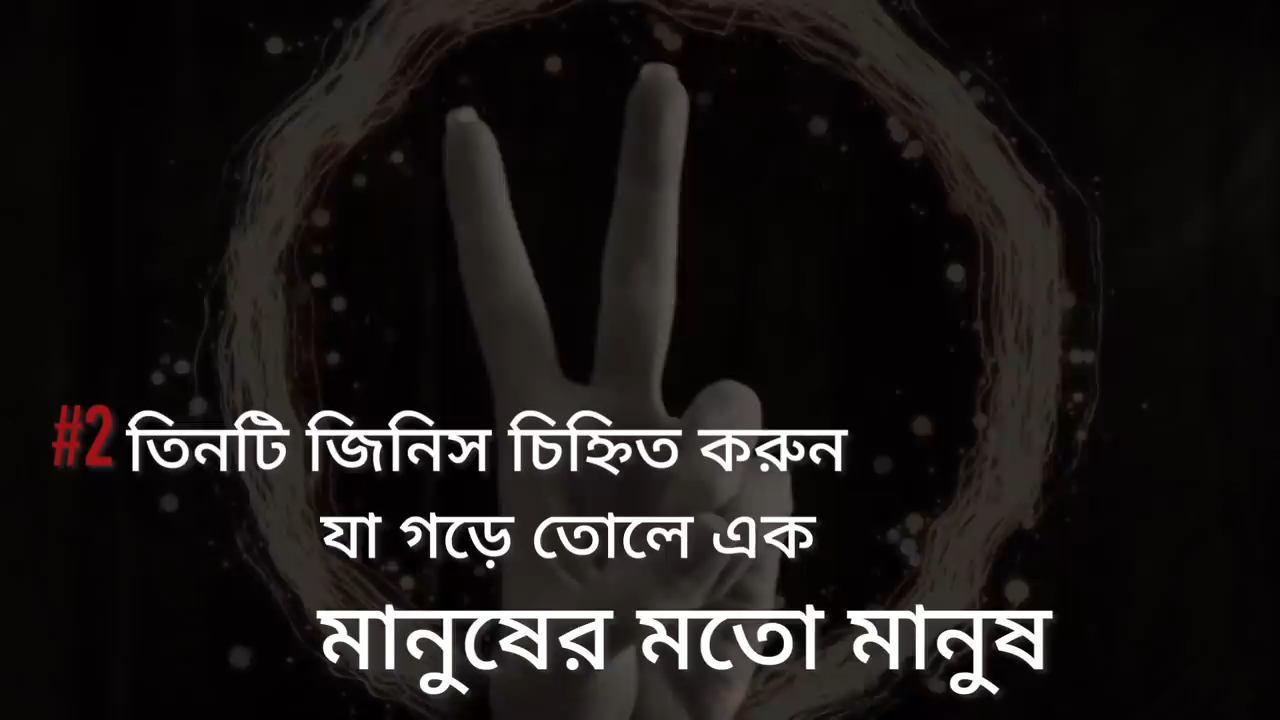 #2 তিনটি জিনিস চিহ্নিত করুন
যা গড়ে তোলে এক
মানুষের মতো মানুষ